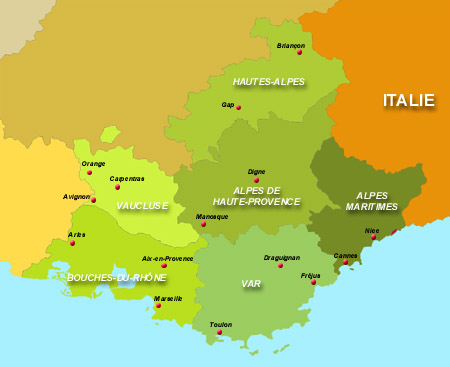 Briançon
HAUTES-ALPES
ITALIE
Gap
Orange
Carpentras
Digne
Avignon
VAUCLUSE
ALPES DE
HAUTE-PROVENCE
ALPES
MARITIMES
Manosque
Arles
Nice
Aix-en-Provence
Draguignan
Cannes
BOUCHES-DU-RHÔNE
VAR
Fréjus
Marseille
Toulon